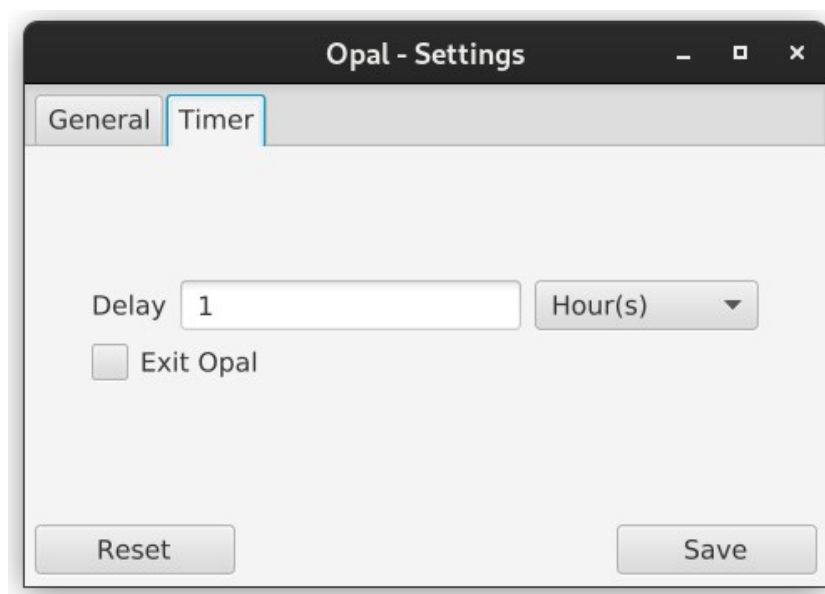 Opal - Settings
General Timer
Delay 1 Hour(s)
Exit Opal
Reset Save